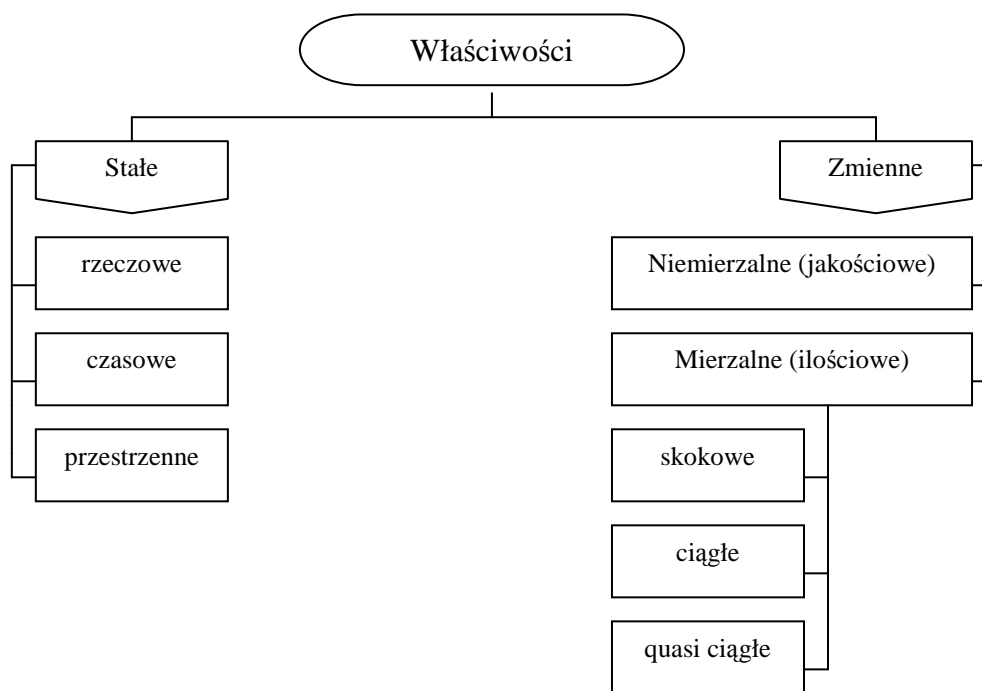 Właściwości
Stałe
rzeczowe
czasowe
przestrzenne
Zmienne
Niemierzalne (jakościowe)
Mierzalne (ilościowe)
skokowe
ciągłe
quasi ciągłe